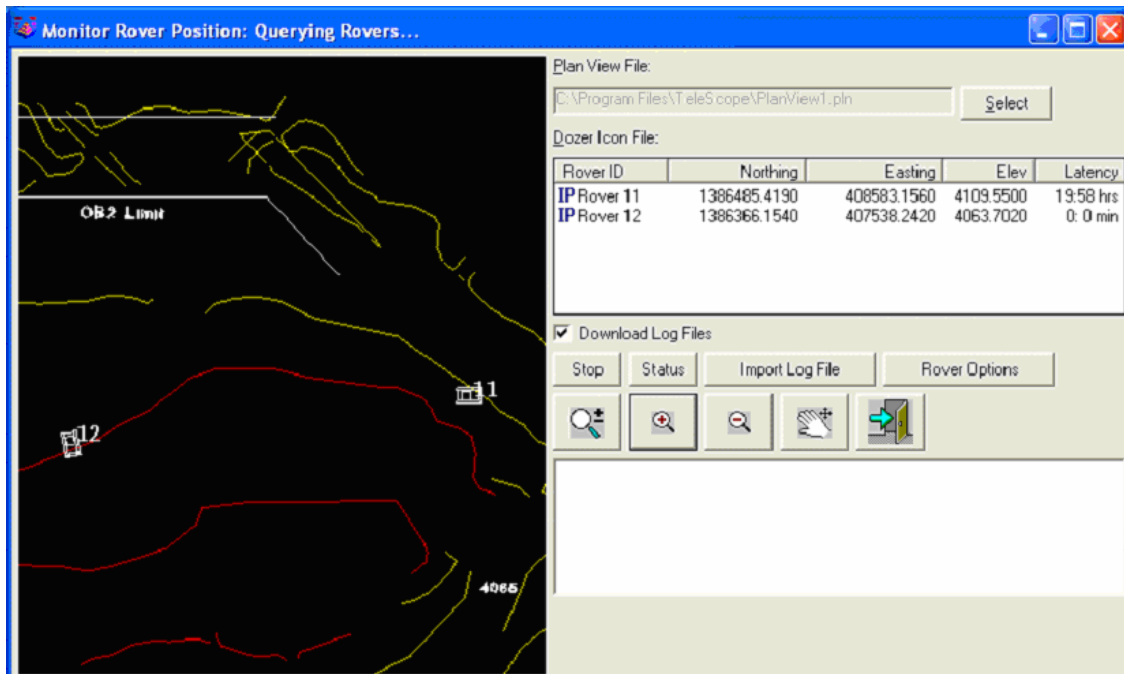 Monitor Rover Position: Querying Rovers...
Plan View File:
C:\Program Files\TeleScope\PlanView1.pln
Select
Dozer Icon File:
Rover ID Northing Easting Elev Latency
IP Rover 11 1386485.4190 408583.1560 4109.5500 19:58 hrs
IP Rover 12 1386366.1540 407538.2420 4063.7020 0: 0 min
Download Log Files
Stop Status Import Log File Rover Options
OB2 Limit
11
12
4065